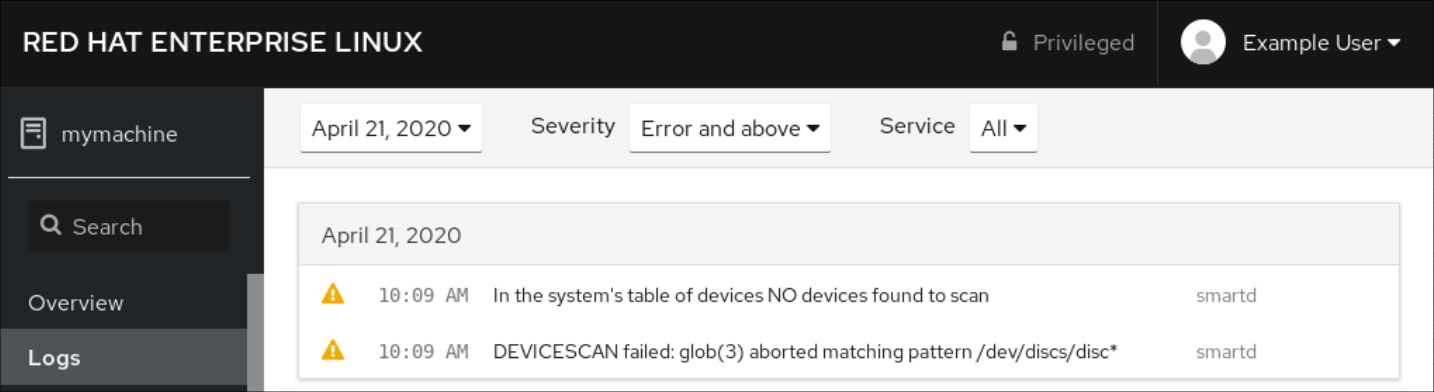 RED HAT ENTERPRISE LINUX
Privileged
Example User
mymachine
April 21, 2020
Severity
Error and above
Service
All
Search
April 21, 2020
Overview
10:09 AM In the system's table of devices NO devices found to scan smartd
Logs
10:09 AM DEVICESCAN failed: glob(3) aborted matching pattern /dev/discs/disc* smartd